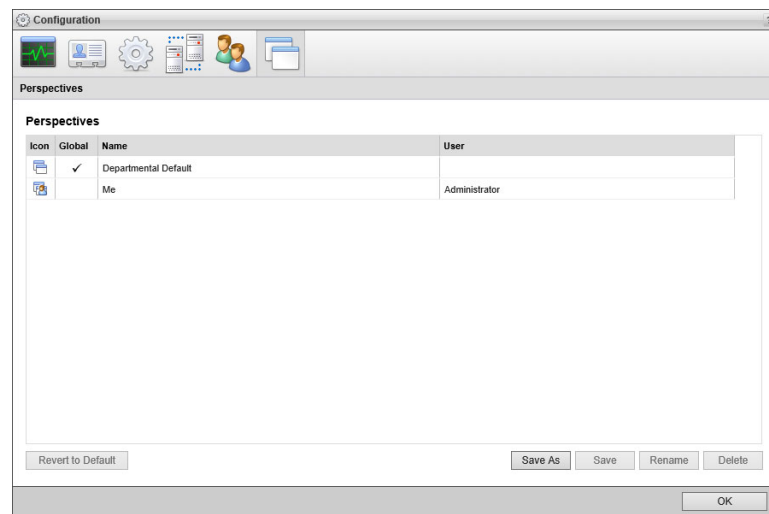 Configuration
Perspectives
Perspectives
Icon Global Name User
Departmental Default
Me Administrator
Revert to Default Save As Save Rename Delete
OK